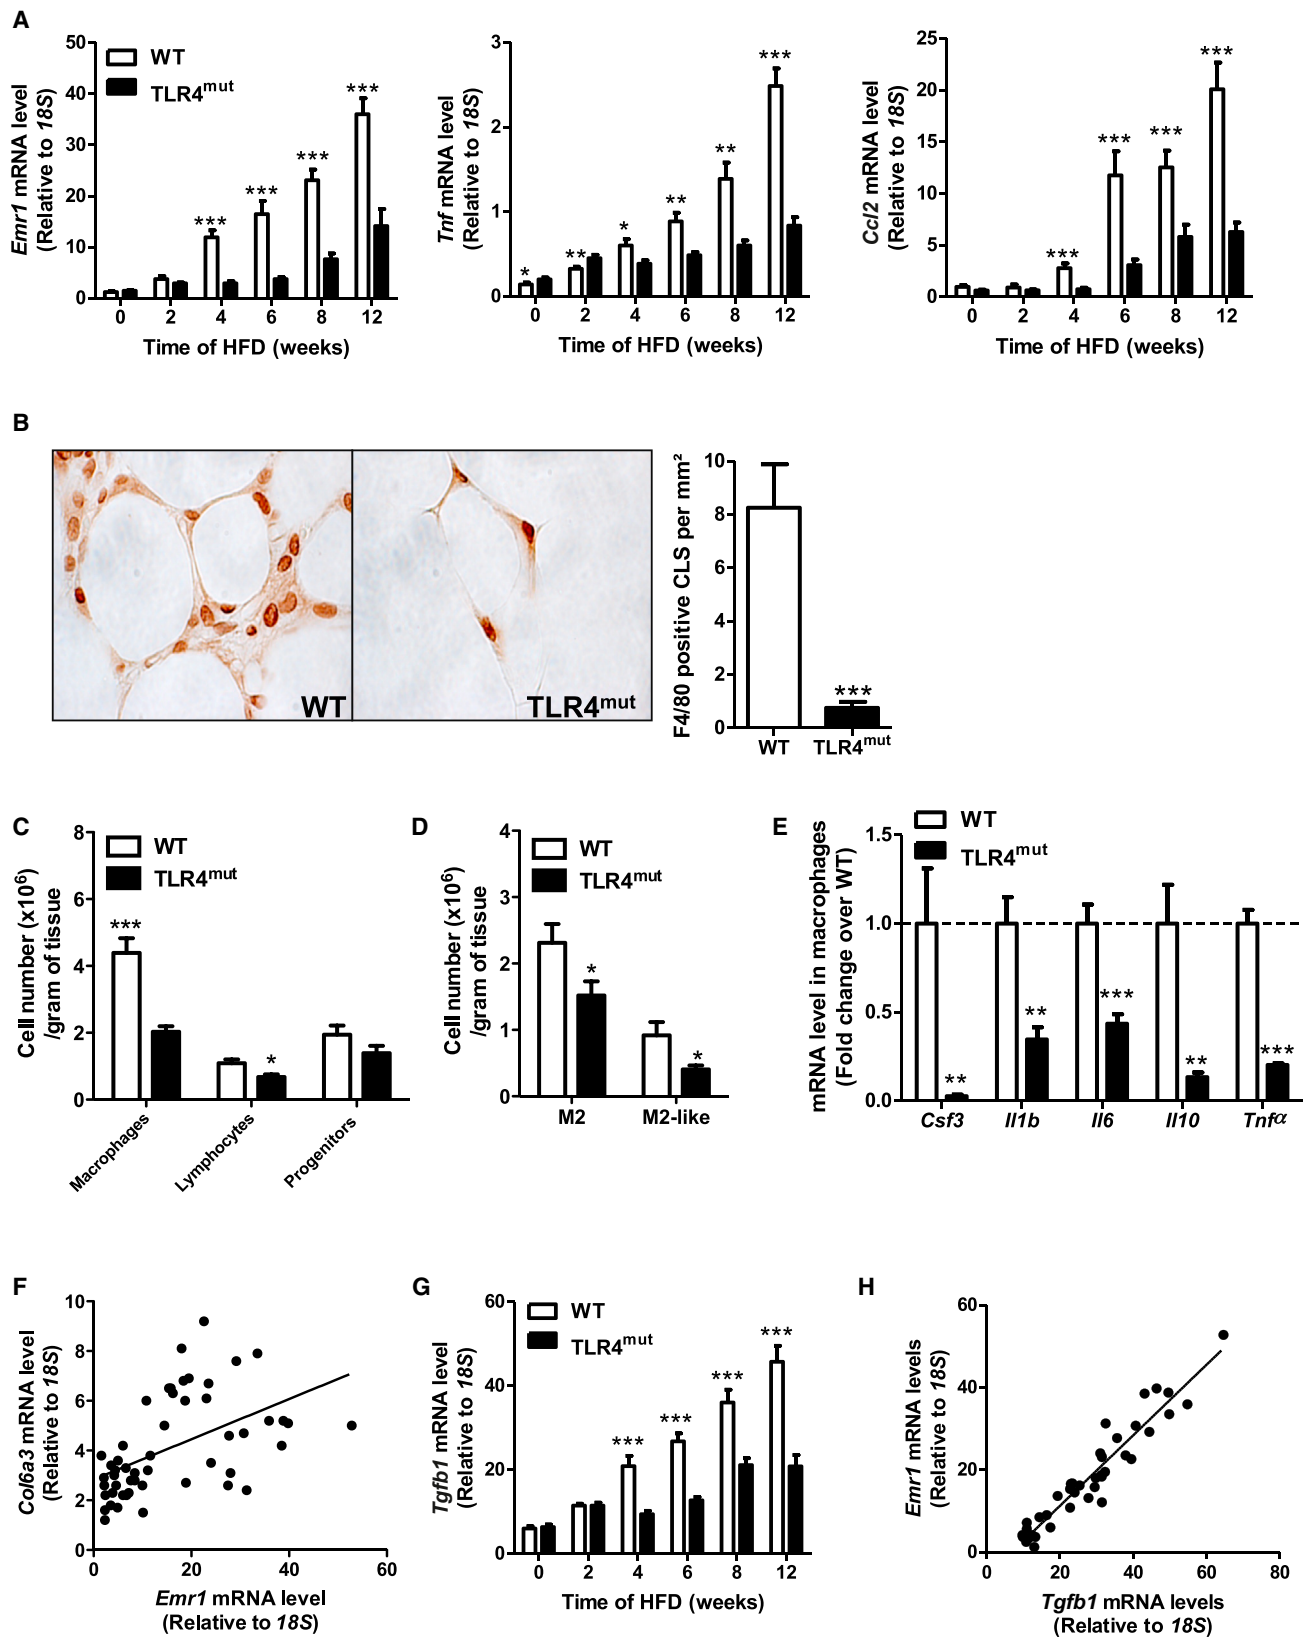 A
Emr1 mRNA level
(Relative to 18S)
50
40
30
20
10
0
WT
TLR4mut
***
***
***
***
0 2 4 6 8 12
Time of HFD (weeks)
Tnf mRNA level
(Relative to 18S)
3
2
1
0
*
**
*
**
**
***
0 2 4 6 8 12
Time of HFD (weeks)
Ccl2 mRNA level
(Relative to 18S)
25
20
15
10
5
0
***
***
***
***
0 2 4 6 8 12
Time of HFD (weeks)
B
WT
TLR4mut
F4/80 positive CLS per mm²
10
8
6
4
2
0
***
WT TLR4mut
C
Cell number (x10⁶)
/gram of tissue
8
6
4
2
0
WT
TLR4mut
***
*
Macrophages
Lymphocytes
Progenitors
D
Cell number (x10⁶)
/gram of tissue
4
3
2
1
0
WT
TLR4mut
*
*
M2 M2-like
E
mRNA level in macrophages
(Fold change over WT)
1.5
1.0
0.5
0.0
WT
TLR4mut
**
**
***
**
***
Csf3 Il1b Il6 Il10 Tnfα
F
Col6a3 mRNA level
(Relative to 18S)
10
8
6
4
2
0
0 20 40 60
Emr1 mRNA level
(Relative to 18S)
G
Tgfb1 mRNA level
(Relative to 18S)
60
40
20
0
WT
TLR4mut
***
***
***
***
0 2 4 6 8 12
Time of HFD (weeks)
H
Emr1 mRNA levels
(Relative to 18S)
60
40
20
0
0 20 40 60 80
Tgfb1 mRNA levels
(Relative to 18S)